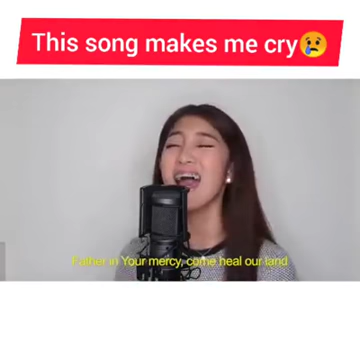 This song makes me cry😢
Father in Your mercy, come heal our land